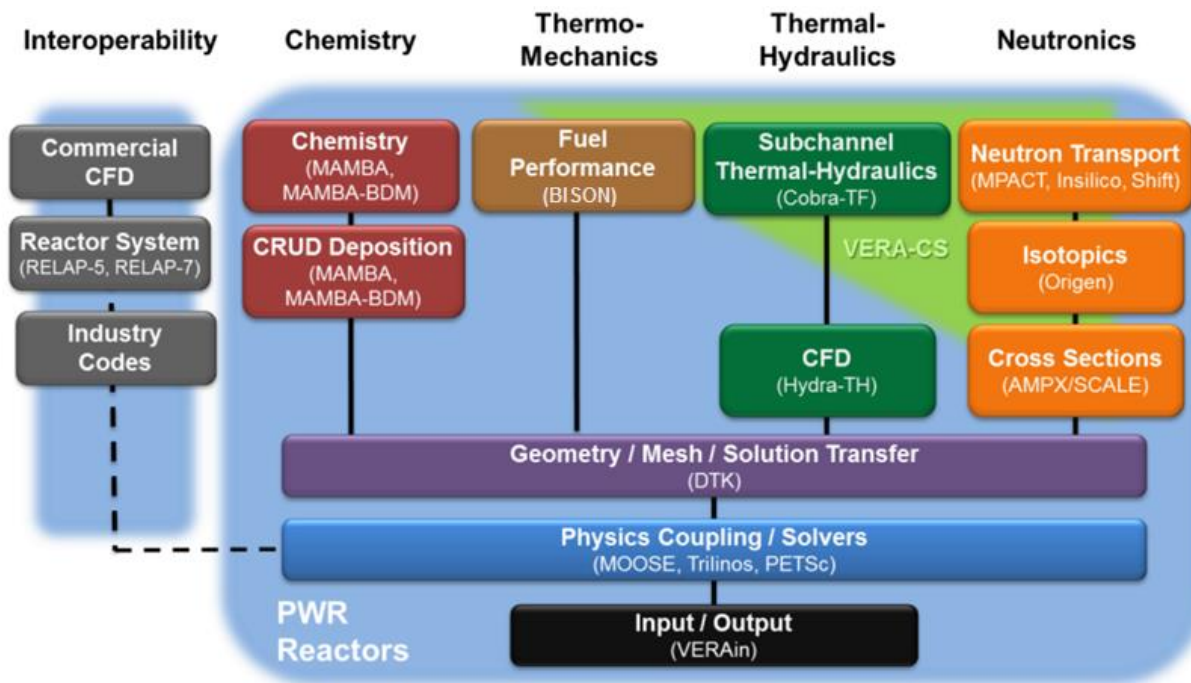 Interoperability
Chemistry
Thermo-
Mechanics
Thermal-
Hydraulics
Neutronics
Commercial
CFD
Reactor System
(RELAP-5, RELAP-7)
Industry
Codes
Chemistry
(MAMBA,
MAMBA-BDM)
CRUD Deposition
(MAMBA,
MAMBA-BDM)
Fuel
Performance
(BISON)
Subchannel
Thermal-Hydraulics
(Cobra-TF)
VERA-CS
CFD
(Hydra-TH)
Neutron Transport
(MPACT, Insilico, Shift)
Isotopics
(Origen)
Cross Sections
(AMPX/SCALE)
Geometry / Mesh / Solution Transfer
(DTK)
Physics Coupling / Solvers
(MOOSE, Trilinos, PETSc)
PWR
Reactors
Input / Output
(VERAin)